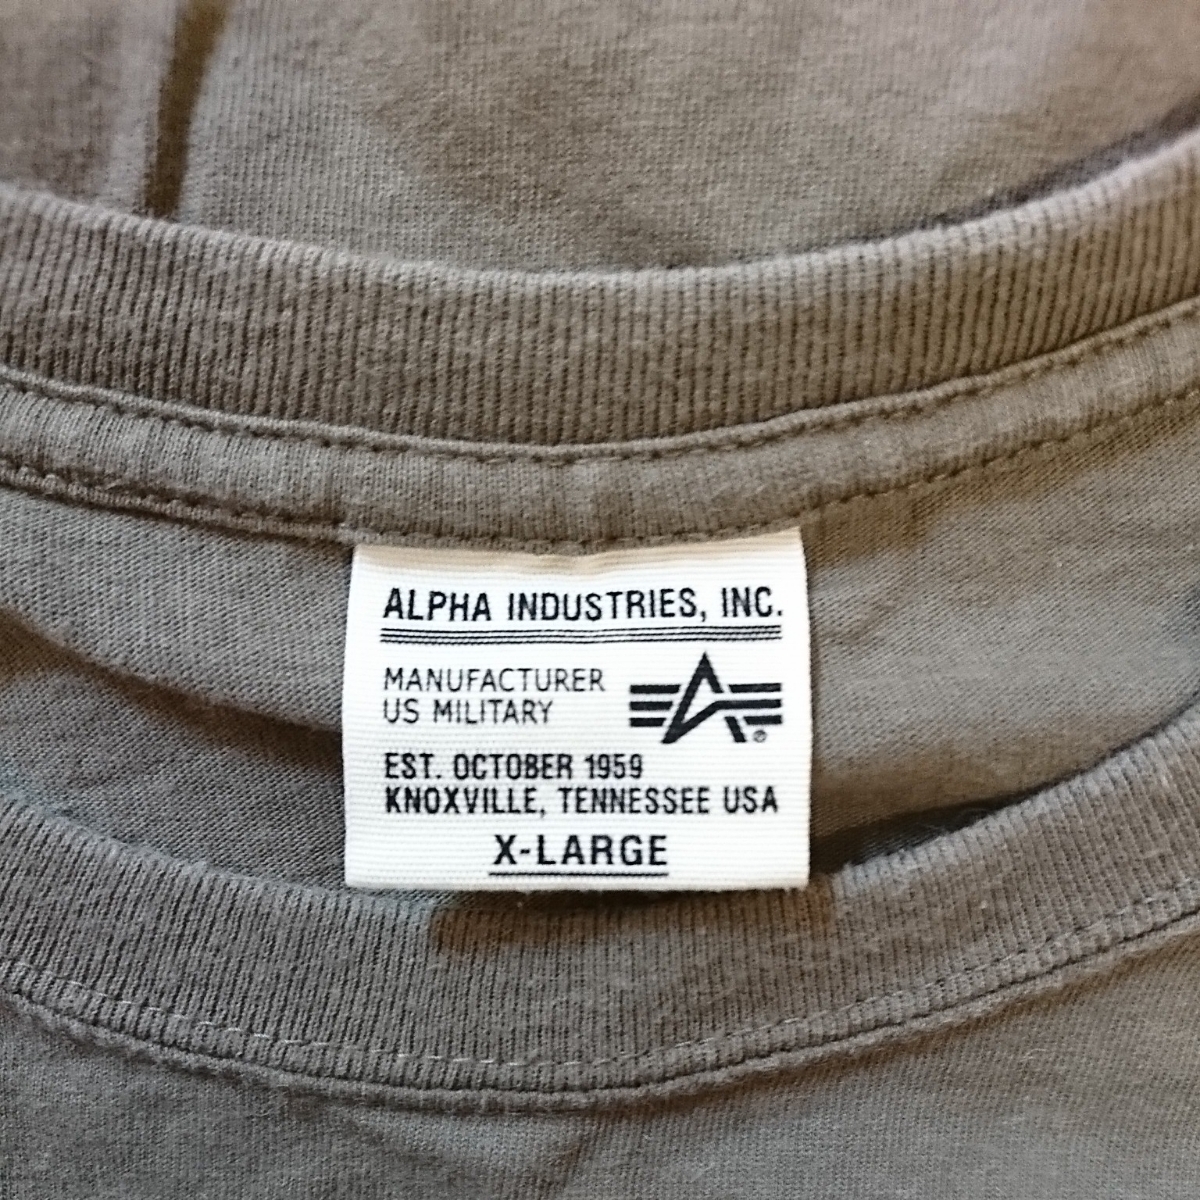 ALPHA INDUSTRIES, INC.
MANUFACTURER
US MILITARY
®
EST. OCTOBER 1959
KNOXVILLE, TENNESSEE USA
X-LARGE